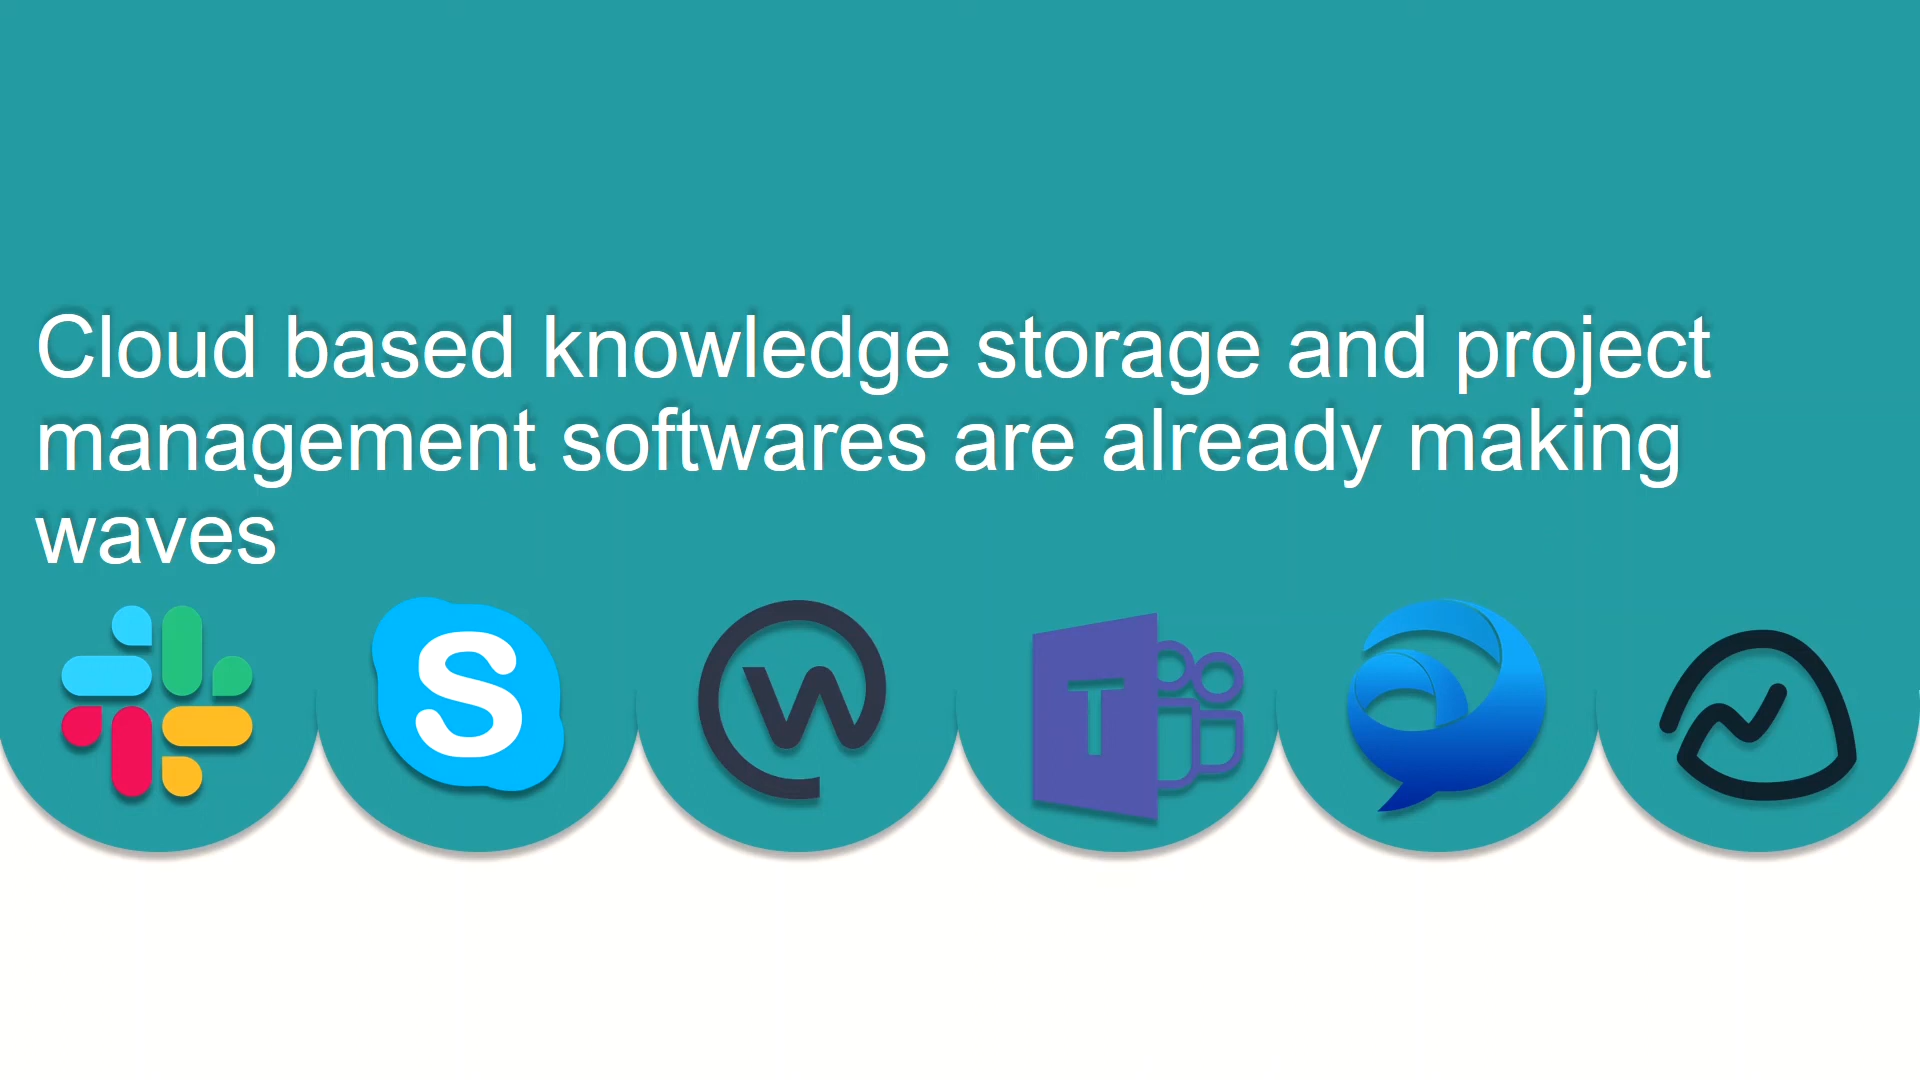 Cloud based knowledge storage and project
management softwares are already making
waves
S
W
T